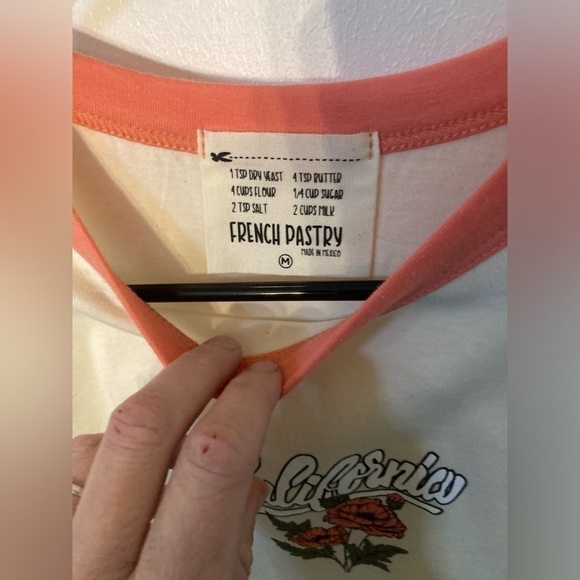 1 TSP DRY YEAST 4 TSP BUTTER
4 CUPS FLOUR 1/4 CUP SUGAR
2 TSP SALT 2 CUPS MILK
FRENCH PASTRY
MADE IN MEXICO
M
California